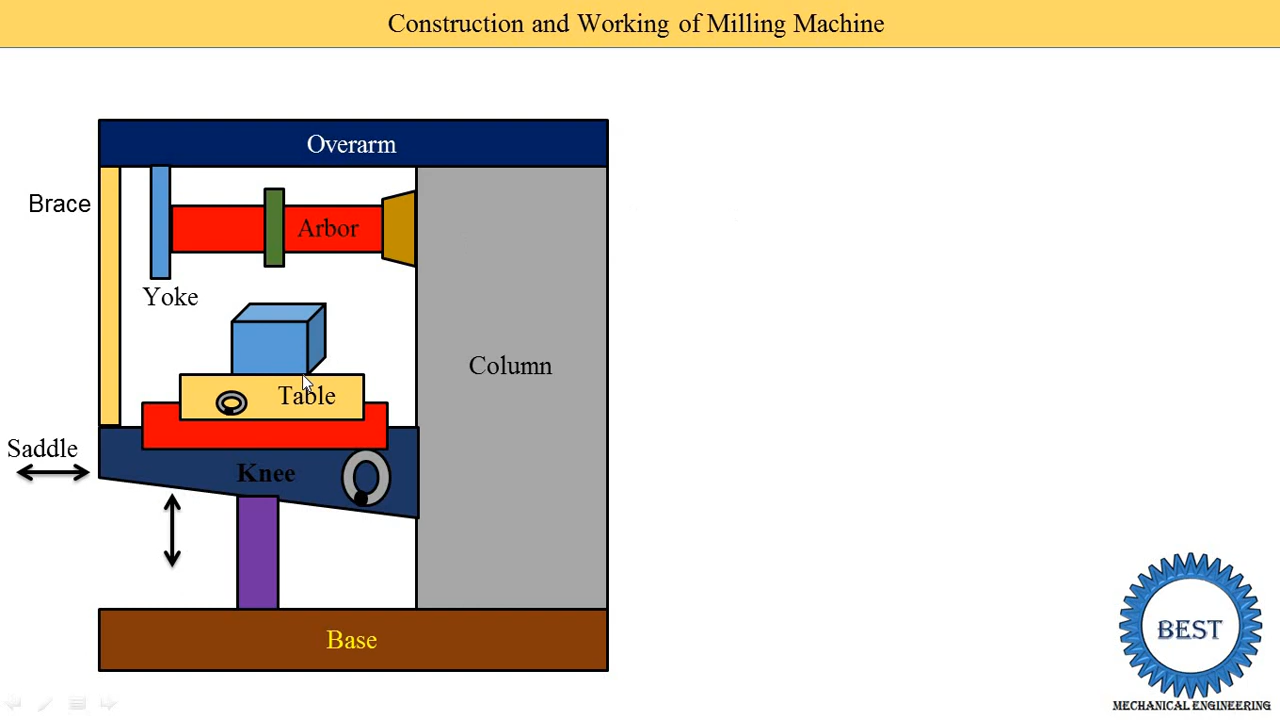 Construction and Working of Milling Machine
Overarm
Brace
Arbor
Yoke
Column
Table
Saddle
Knee
Base
BEST
MECHANICAL ENGINEERING